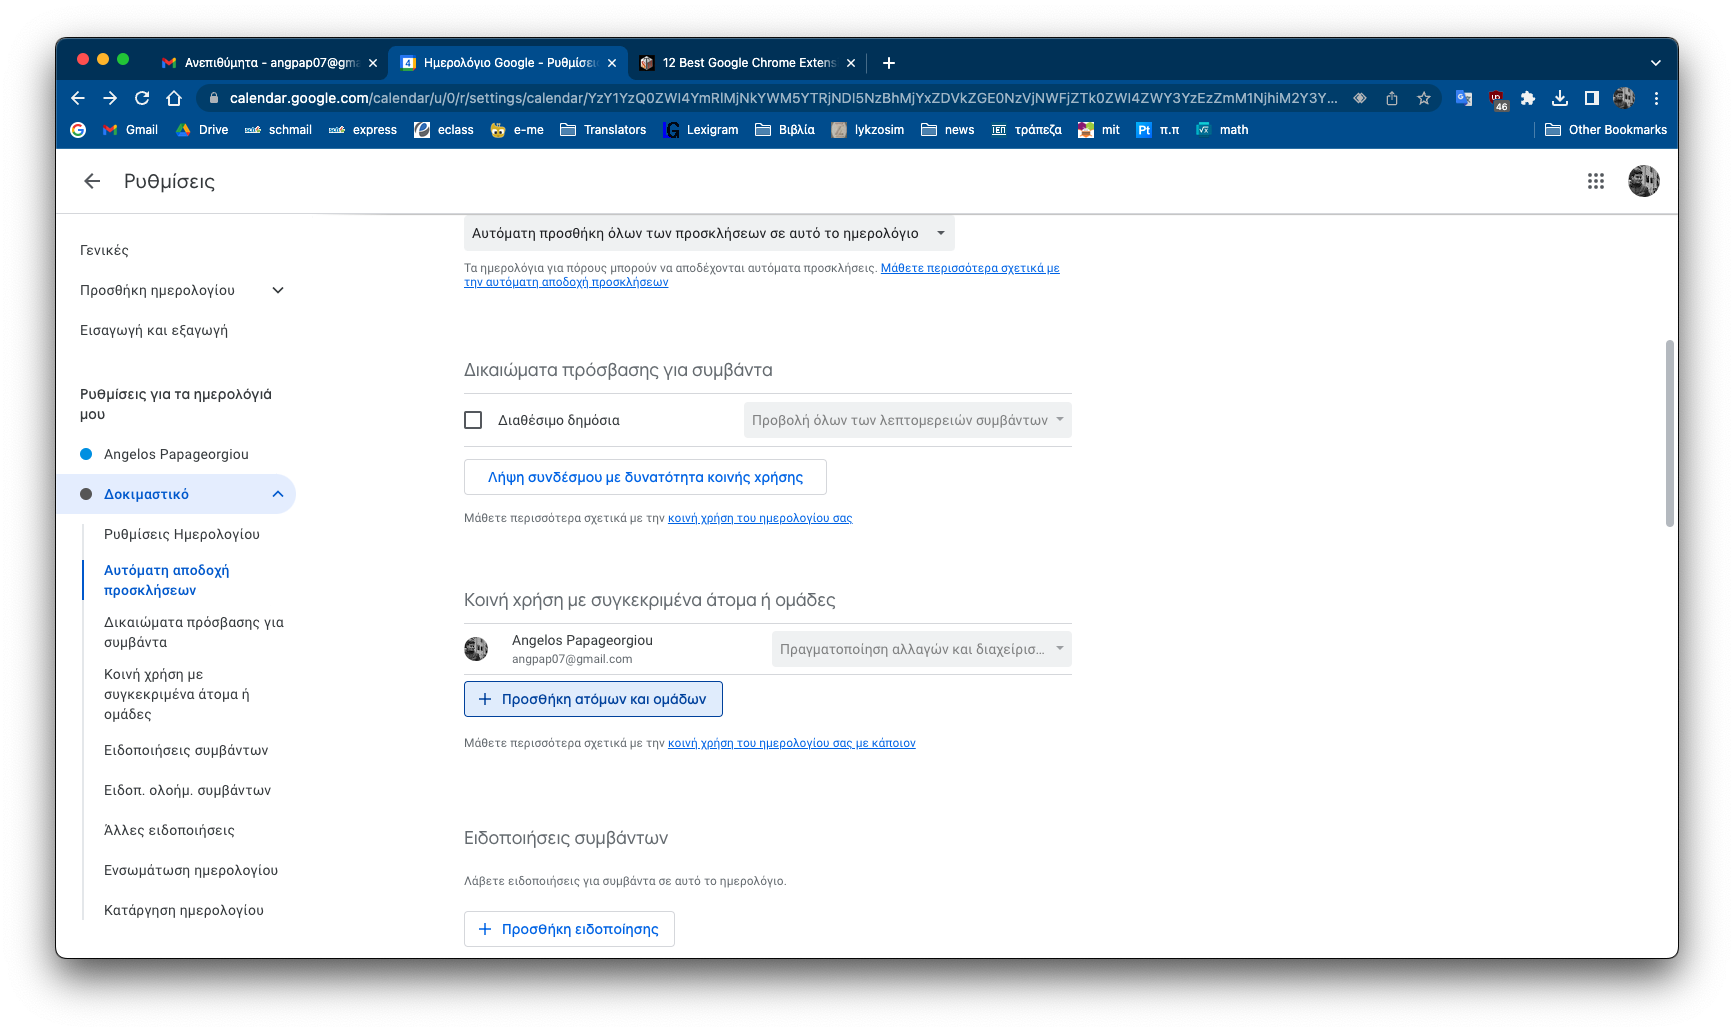 Ανεπιθύμητα - angpap07@gma
Ημερολόγιο Google - Ρυθμίσει
12 Best Google Chrome Extens
calendar.google.com/calendar/u/0/r/settings/calendar/YzY1YzQ0ZWI4YmRlMjNkYWM5YTRjNDI5NzBhMjYxZDVkZGE0NzVjNWFjZTk0ZWI4ZWY3YzEzZmM1NjhiM2Y3Y...
46
Gmail
Drive
schmail
express
eclass
e-me
Translators
Lexigram
Βιβλία
lykzosim
news
τράπεζα
mit
π.π
math
Other Bookmarks
Ρυθμίσεις
Γενικές
Προσθήκη ημερολογίου
Εισαγωγή και εξαγωγή
Ρυθμίσεις για τα ημερολόγιά
μου
Angelos Papageorgiou
Δοκιμαστικό
Ρυθμίσεις Ημερολογίου
Αυτόματη αποδοχή
προσκλήσεων
Δικαιώματα πρόσβασης για
συμβάντα
Κοινή χρήση με
συγκεκριμένα άτομα ή
ομάδες
Ειδοποιήσεις συμβάντων
Ειδοπ. ολοήμ. συμβάντων
Άλλες ειδοποιήσεις
Ενσωμάτωση ημερολογίου
Κατάργηση ημερολογίου
Αυτόματη προσθήκη όλων των προσκλήσεων σε αυτό το ημερολόγιο
Τα ημερολόγια για πόρους μπορούν να αποδέχονται αυτόματα προσκλήσεις. Μάθετε περισσότερα σχετικά με
την αυτόματη αποδοχή προσκλήσεων
Δικαιώματα πρόσβασης για συμβάντα
Διαθέσιμο δημόσια
Προβολή όλων των λεπτομερειών συμβάντων
Λήψη συνδέσμου με δυνατότητα κοινής χρήσης
Μάθετε περισσότερα σχετικά με την κοινή χρήση του ημερολογίου σας
Κοινή χρήση με συγκεκριμένα άτομα ή ομάδες
Angelos Papageorgiou
angpap07@gmail.com
Πραγματοποίηση αλλαγών και διαχείρισ...
Προσθήκη ατόμων και ομάδων
Μάθετε περισσότερα σχετικά με την κοινή χρήση του ημερολογίου σας με κάποιον
Ειδοποιήσεις συμβάντων
Λάβετε ειδοποιήσεις για συμβάντα σε αυτό το ημερολόγιο.
Προσθήκη ειδοποίησης